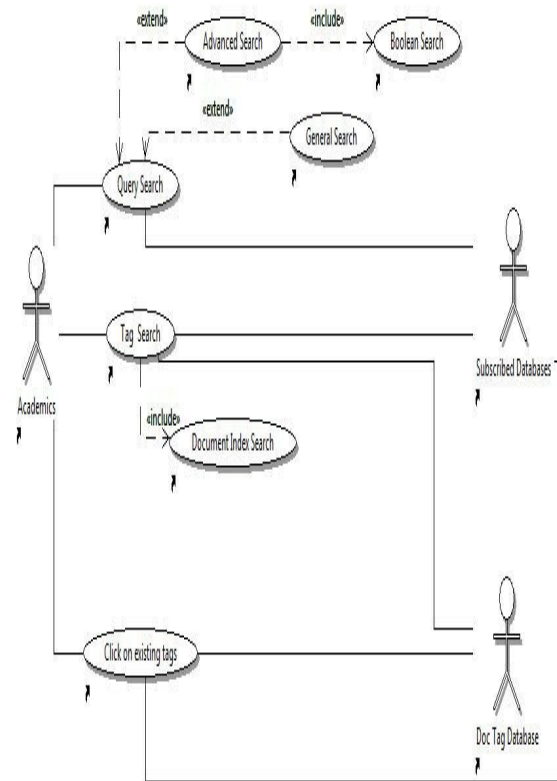 «extend»
Advanced Search
«include»
Boolean Search
«extend»
General Search
Query Search
Tag Search
Subscribed Databases
Academics
«include»
Document Index Search
Click on existing tags
Doc Tag Database